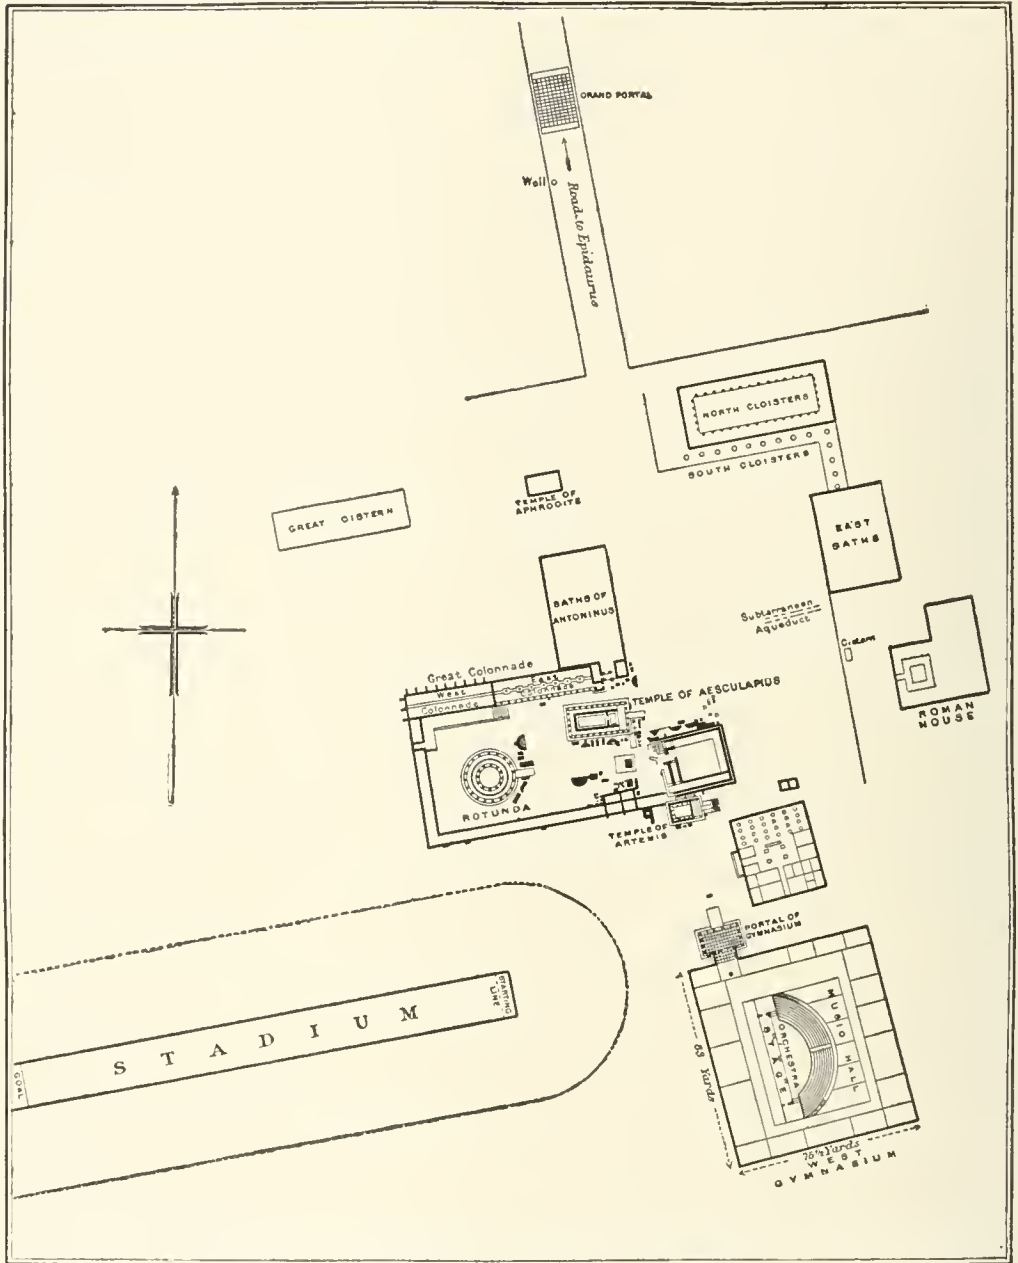 GRAND PORTAL
Well
Road to Epidaurus
NORTH CLOISTERS
SOUTH CLOISTERS
TEMPLE OF
APHRODITE
GREAT CISTERN
EAST
BATHS
BATHS OF
ANTONINUS
Subterranean
Aqueduct
Cistern
Great Colonnade
West
Colonnade
East
Colonnade
TEMPLE OF AESCULAPIUS
ROMAN
HOUSE
ROTUNDA
TEMPLE OF
ARTEMIS
PORTAL OF
GYMNASIUM
STARTING
LINE
STADIUM
GOAL
83 Yards
MUSIC HALL
ORCHESTRA
75½ Yards
WEST
GYMNASIUM